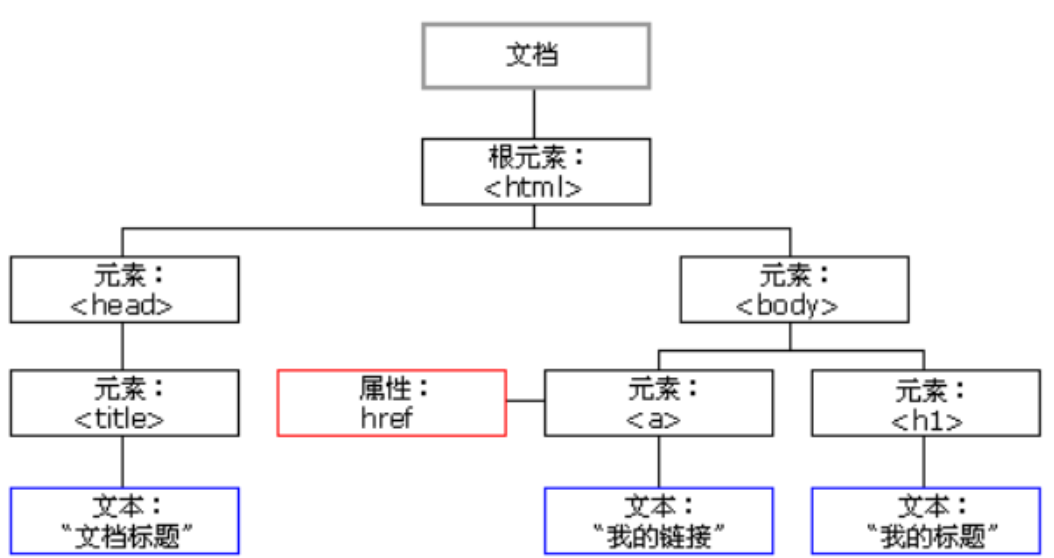 文档
根元素：
<html>
元素：
<head>
元素：
<body>
元素：
<title>
属性：
href
元素：
<a>
元素：
<h1>
文本：
“文档标题”
文本：
“我的链接”
文本：
“我的标题”